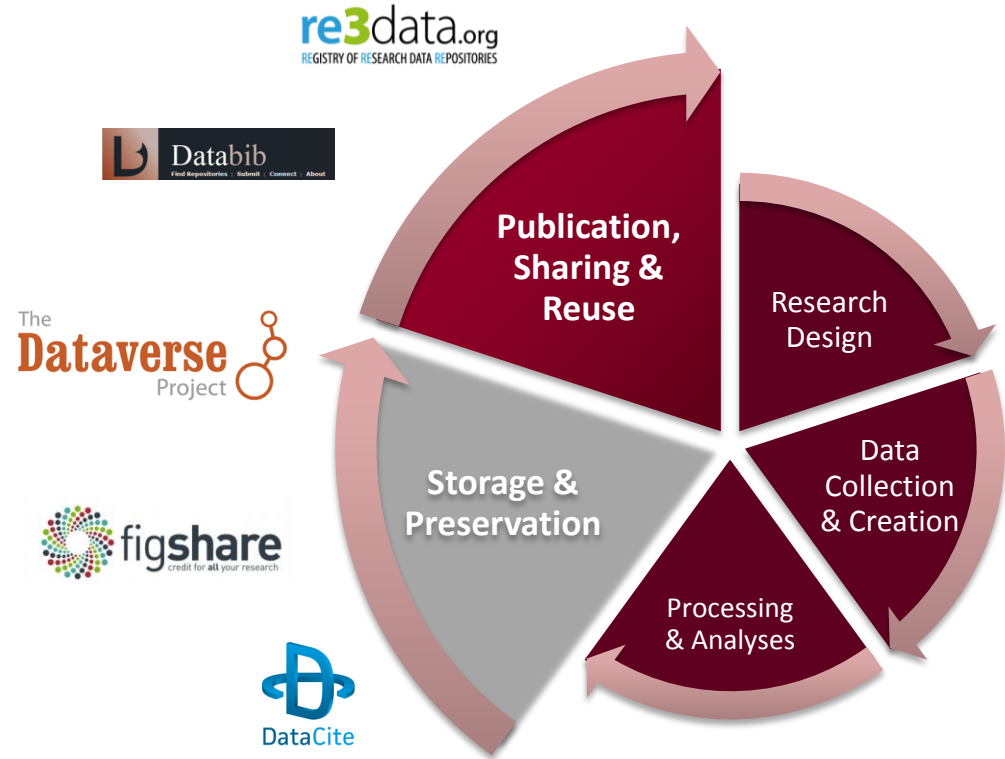 re3data.org
REGISTRY OF RESEARCH DATA REPOSITORIES
Databib
Find Repositories | Submit | Connect | About
The
Dataverse
Project
figshare
credit for all your research
DataCite
Publication,
Sharing &
Reuse
Research
Design
Data
Collection
& Creation
Processing
& Analyses
Storage &
Preservation